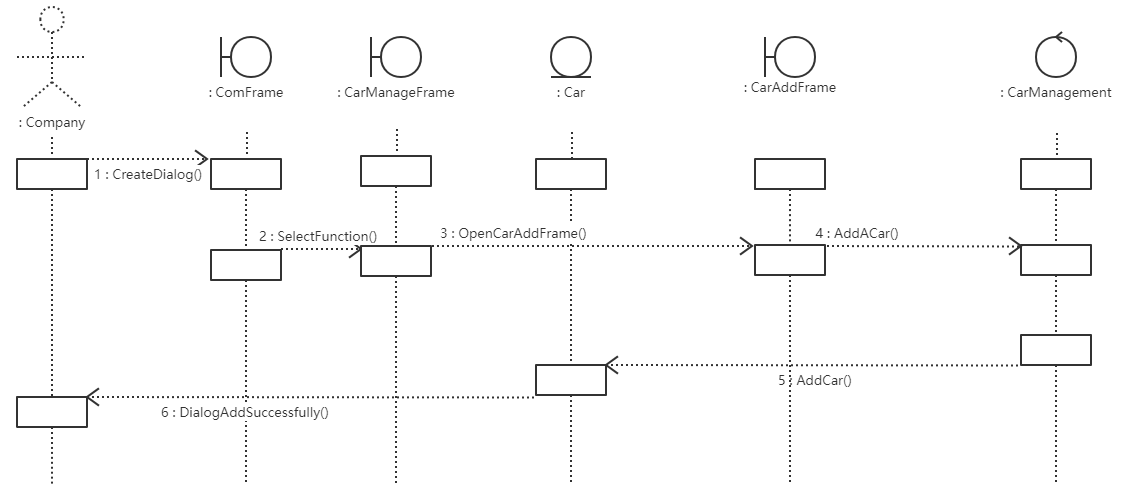 : Company
: ComFrame
: CarManageFrame
: Car
: CarAddFrame
: CarManagement
1 : CreateDialog()
2 : SelectFunction()
3 : OpenCarAddFrame()
4 : AddACar()
5 : AddCar()
6 : DialogAddSuccessfully()